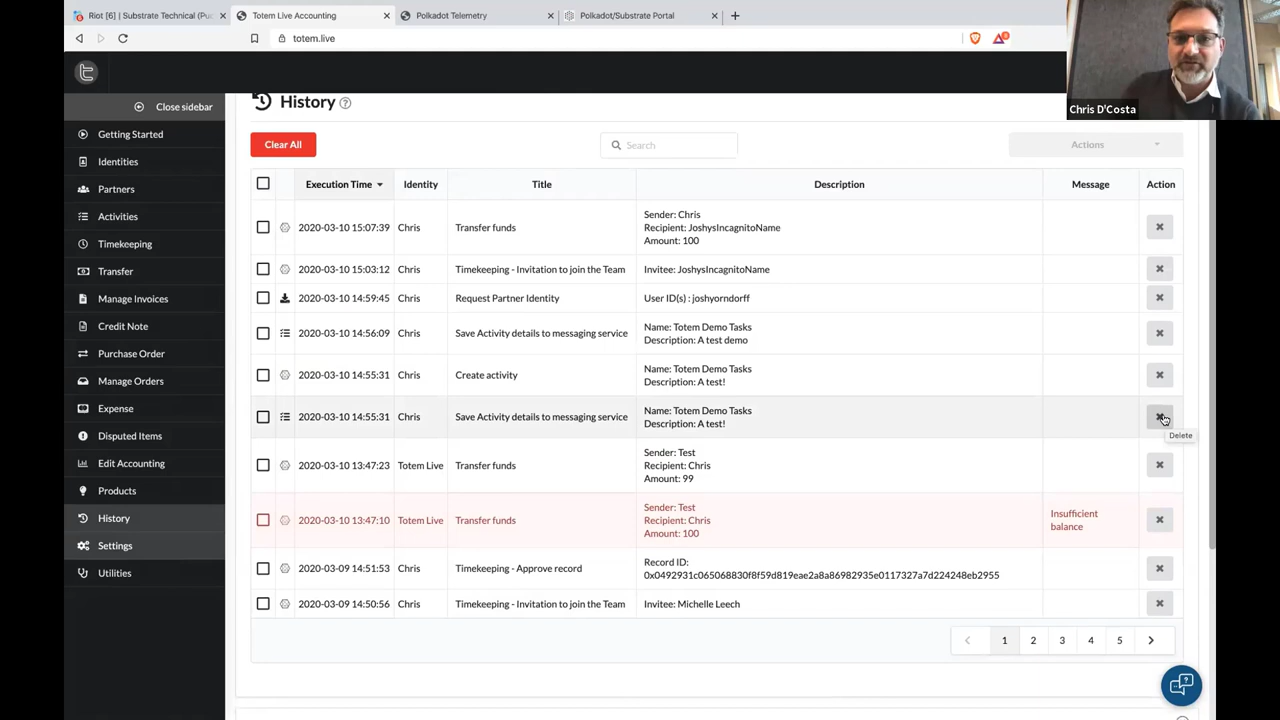 Riot [6] | Substrate Technical (Pu
Totem Live Accounting
Polkadot Telemetry
Polkadot/Substrate Portal
totem.live
Chris D'Costa
Close sidebar
Getting Started
Identities
Partners
Activities
Timekeeping
Transfer
Manage Invoices
Credit Note
Purchase Order
Manage Orders
Expense
Disputed Items
Edit Accounting
Products
History
Settings
Utilities
History
Clear All
Search
Actions
Execution Time Identity Title Description Message Action
2020-03-10 15:07:39 Chris Transfer funds
Sender: Chris
Recipient: JoshysIncagnitoName
Amount: 100
2020-03-10 15:03:12 Chris Timekeeping - Invitation to join the Team Invitee: JoshysIncagnitoName
2020-03-10 14:59:45 Chris Request Partner Identity User ID(s) : joshyorndorff
2020-03-10 14:56:09 Chris Save Activity details to messaging service
Name: Totem Demo Tasks
Description: A test demo
2020-03-10 14:55:31 Chris Create activity
Name: Totem Demo Tasks
Description: A test!
2020-03-10 14:55:31 Chris Save Activity details to messaging service
Name: Totem Demo Tasks
Description: A test!
Delete
2020-03-10 13:47:23 Totem Live Transfer funds
Sender: Test
Recipient: Chris
Amount: 99
2020-03-10 13:47:10 Totem Live Transfer funds
Sender: Test
Recipient: Chris
Amount: 100
Insufficient
balance
2020-03-09 14:51:53 Chris Timekeeping - Approve record
Record ID:
0x0492931c065068830f8f59d819eae2a8a86982935e0117327a7d224248eb2955
2020-03-09 14:50:56 Chris Timekeeping - Invitation to join the Team Invitee: Michelle Leech
1 2 3 4 5